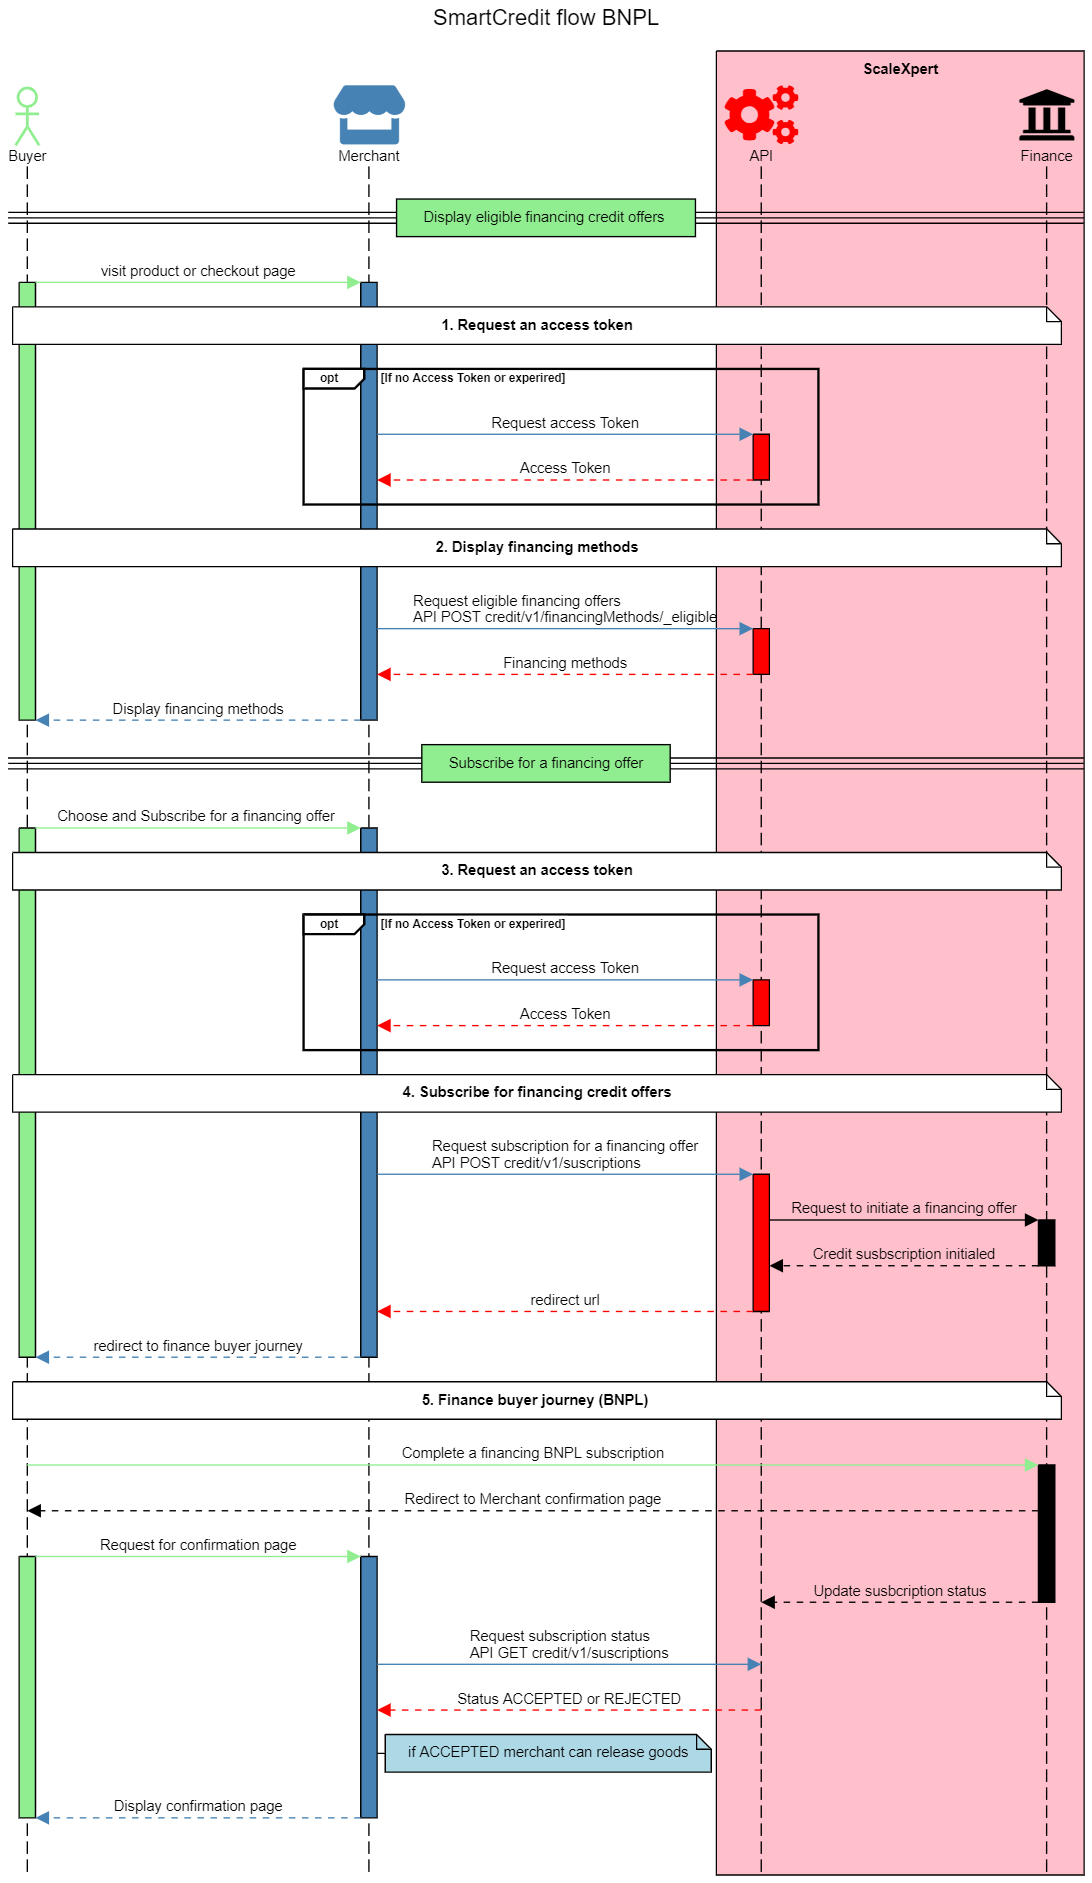 SmartCredit flow BNPL
ScaleXpert
Buyer
Merchant
API
Finance
Display eligible financing credit offers
visit product or checkout page
1. Request an access token
opt
[If no Access Token or experired]
Request access Token
Access Token
2. Display financing methods
Request eligible financing offers
API POST credit/v1/financingMethods/_eligible
Financing methods
Display financing methods
Subscribe for a financing offer
Choose and Subscribe for a financing offer
3. Request an access token
opt
[If no Access Token or experired]
Request access Token
Access Token
4. Subscribe for financing credit offers
Request subscription for a financing offer
API POST credit/v1/suscriptions
Request to initiate a financing offer
Credit susbscription initialed
redirect url
redirect to finance buyer journey
5. Finance buyer journey (BNPL)
Complete a financing BNPL subscription
Redirect to Merchant confirmation page
Request for confirmation page
Update susbcription status
Request subscription status
API GET credit/v1/suscriptions
Status ACCEPTED or REJECTED
if ACCEPTED merchant can release goods
Display confirmation page